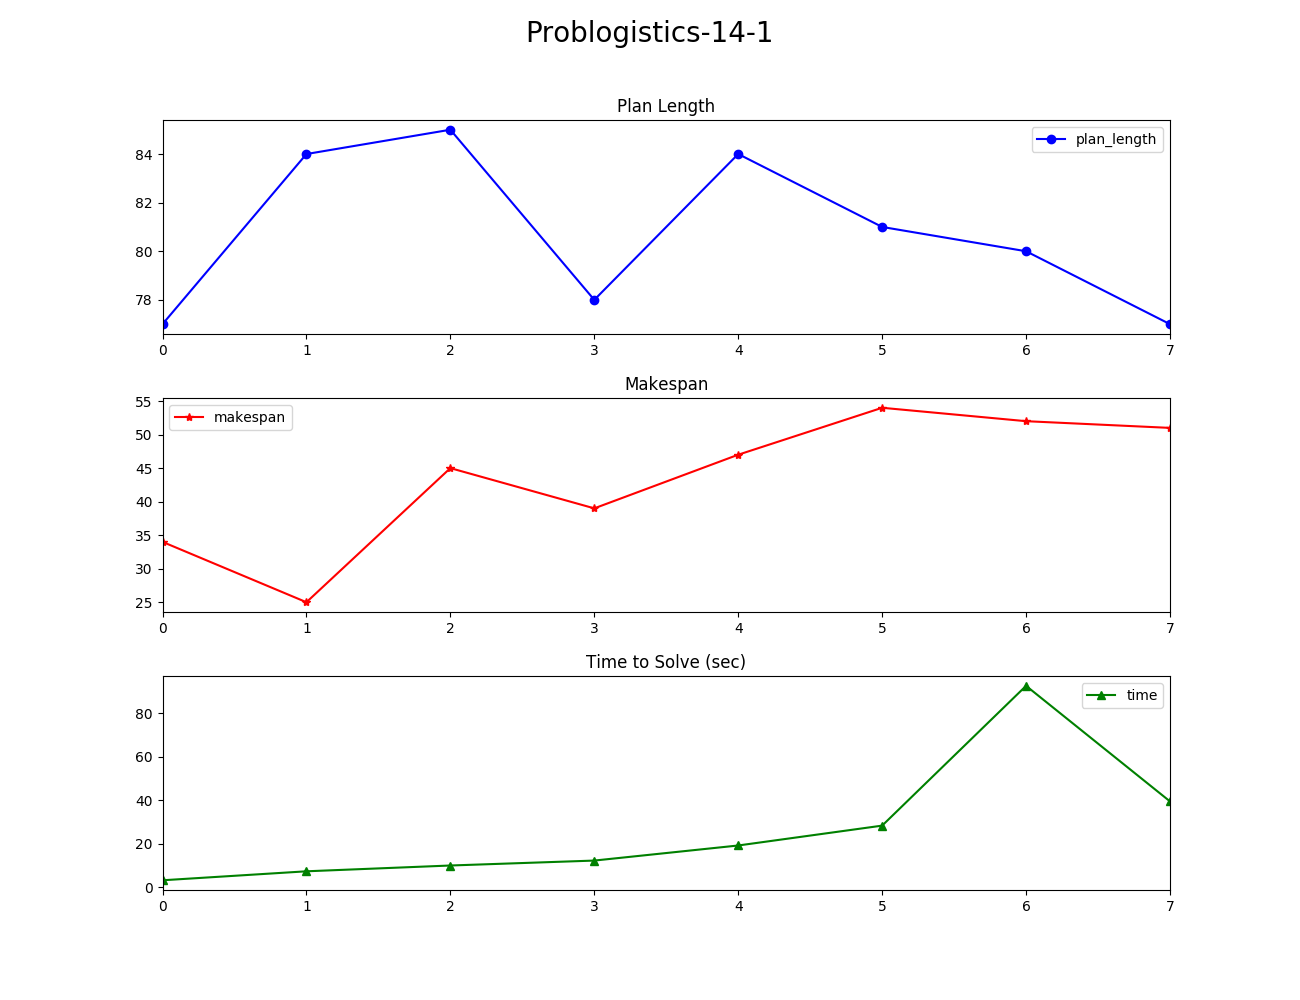 Problogistics-14-1
Plan Length
plan_length
84
82
80
78
0 1 2 3 4 5 6 7
Makespan
makespan
55
50
45
40
35
30
25
0 1 2 3 4 5 6 7
Time to Solve (sec)
time
80
60
40
20
0
0 1 2 3 4 5 6 7